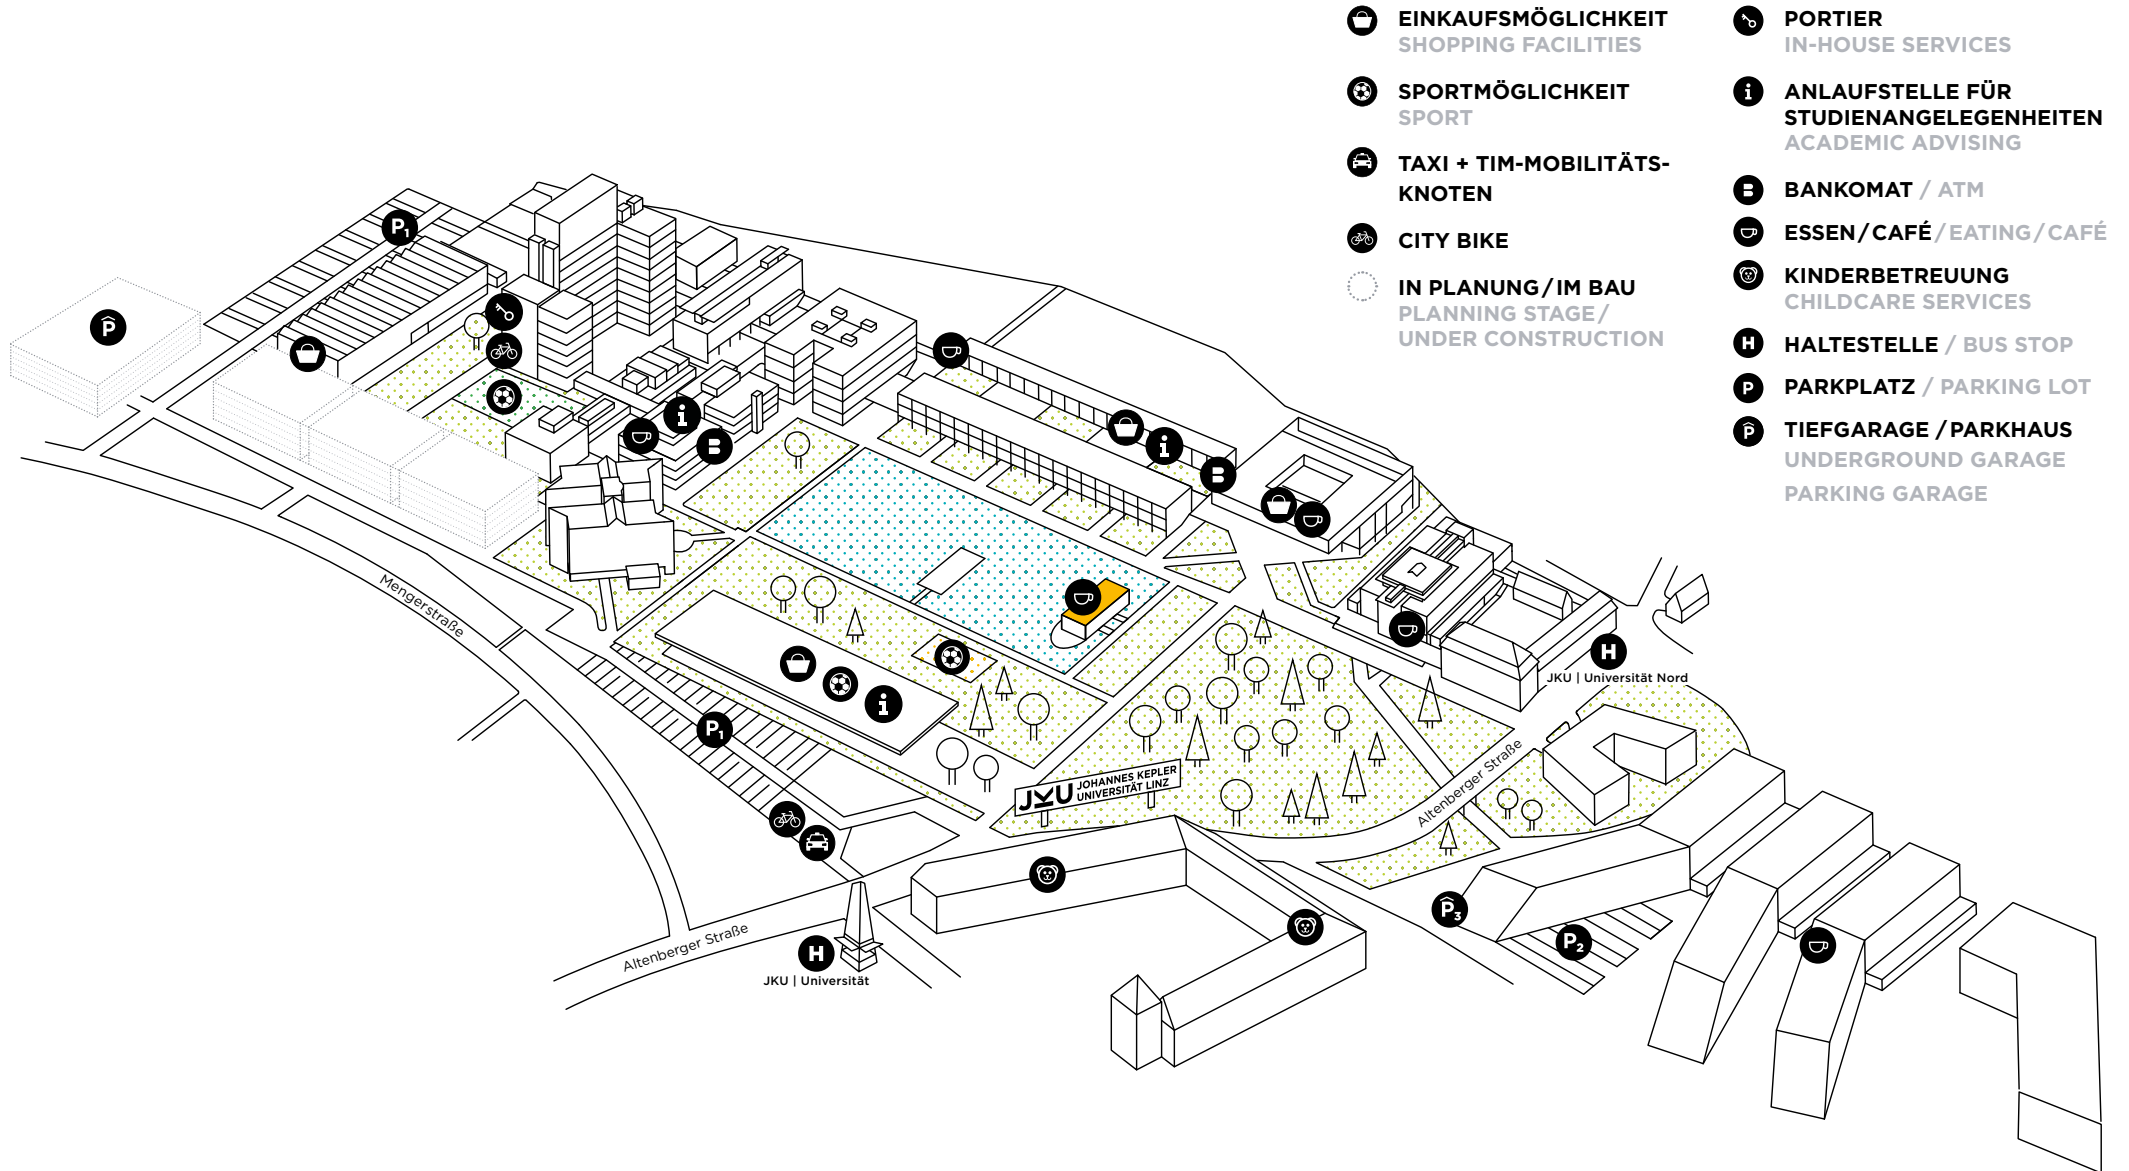 EINKAUFSMÖGLICHKEIT
SHOPPING FACILITIES
SPORTMÖGLICHKEIT
SPORT
TAXI + TIM-MOBILITÄTS-
KNOTEN
CITY BIKE
IN PLANUNG/IM BAU
PLANNING STAGE/
UNDER CONSTRUCTION
PORTIER
IN-HOUSE SERVICES
i
ANLAUFSTELLE FÜR
STUDIENANGELEGENHEITEN
ACADEMIC ADVISING
B
BANKOMAT / ATM
ESSEN/CAFÉ/EATING/CAFÉ
KINDERBETREUUNG
CHILDCARE SERVICES
H
HALTESTELLE / BUS STOP
P
PARKPLATZ / PARKING LOT
P
TIEFGARAGE /PARKHAUS
UNDERGROUND GARAGE
PARKING GARAGE
P1
P
i
B
i
B
Mengerstraße
H
JKU | Universität Nord
i
P1
JKU JOHANNES KEPLER
UNIVERSITÄT LINZ
Altenberger Straße
P3
P2
Altenberger Straße
H
JKU | Universität